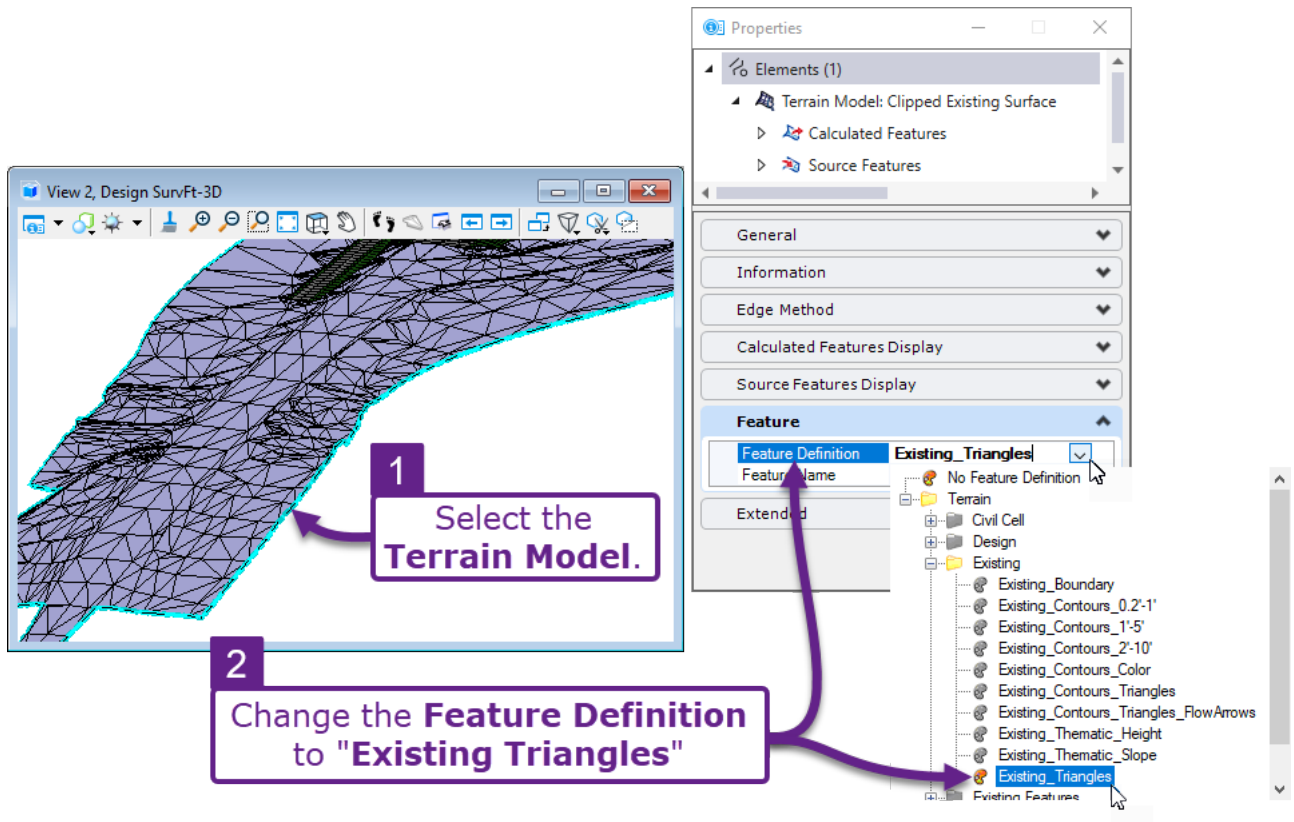 Properties
Elements (1)
Terrain Model: Clipped Existing Surface
Calculated Features
Source Features
View 2, Design SurvFt-3D
General
Information
Edge Method
Calculated Features Display
Source Features Display
Feature
Feature Definition Existing_Triangles
Feature Name
Extended
No Feature Definition
Terrain
Civil Cell
Design
Existing
Existing_Boundary
Existing_Contours_0.2'-1'
Existing_Contours_1'-5'
Existing_Contours_2'-10'
Existing_Contours_Color
Existing_Contours_Triangles
Existing_Contours_Triangles_FlowArrows
Existing_Thematic_Height
Existing_Thematic_Slope
Existing_Triangles
Existing Features
1
Select the
Terrain Model.
2
Change the Feature Definition
to "Existing Triangles"